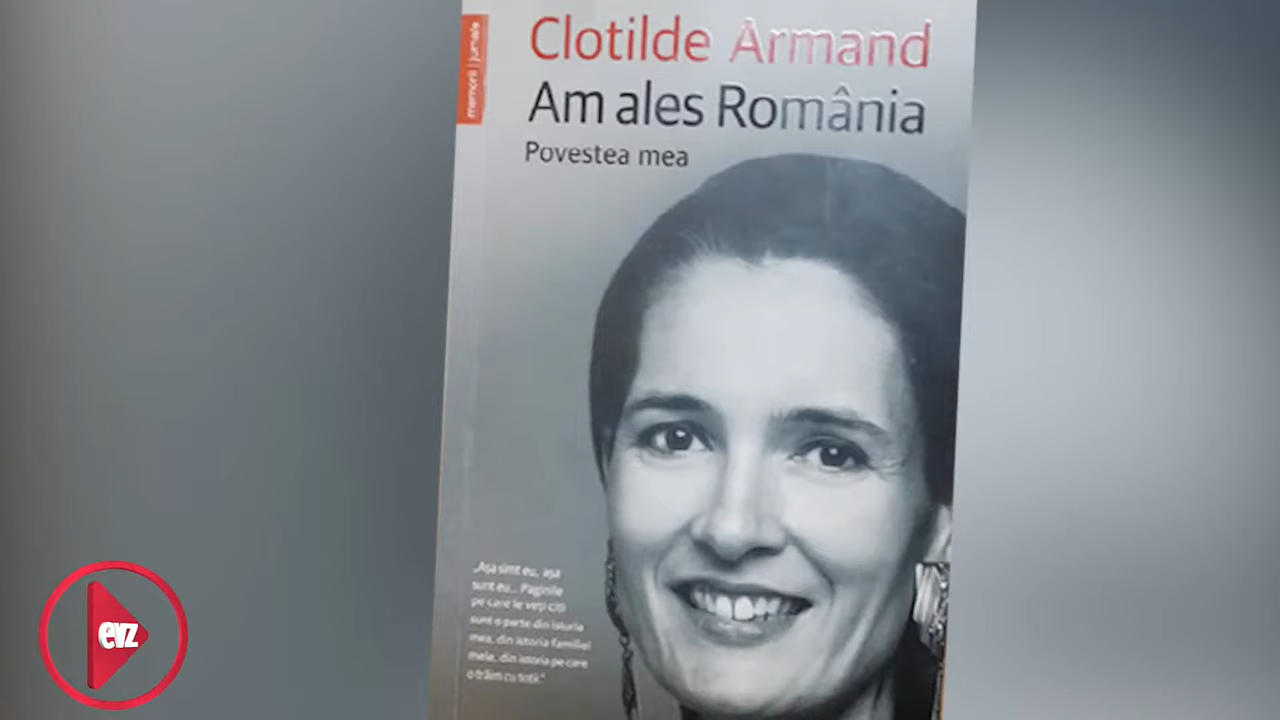 memorii | jurnale
Clotilde Armand
Am ales România
Povestea mea
„Așa simt eu, așa
sunt eu... Paginile
pe care le veți citi
sunt o parte din istoria
mea, din istoria familiei
mele, din istoria pe care
o trăim cu toții.”
evz